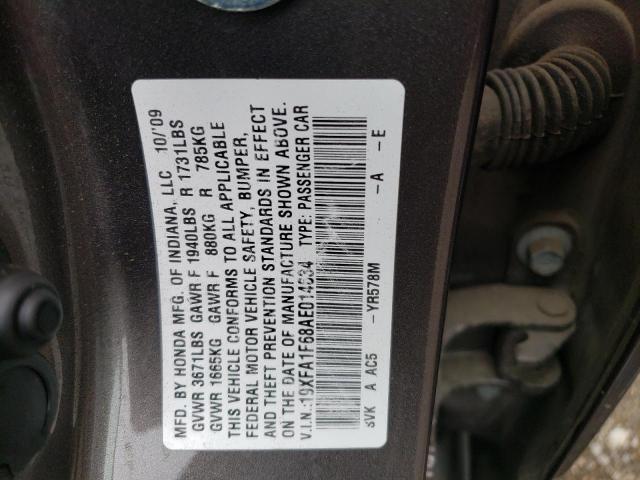 MFD. BY HONDA MFG. OF INDIANA, LLC 10/'09
GVWR 3671LBS GAWR F 1940LBS R 1731LBS
GVWR 1665KG GAWR F 880KG R 785KG
THIS VEHICLE CONFORMS TO ALL APPLICABLE
FEDERAL MOTOR VEHICLE SAFETY, BUMPER,
AND THEFT PREVENTION STANDARDS IN EFFECT
ON THE DATE OF MANUFACTURE SHOWN ABOVE.
V.I.N.:19XFA1F68AE014634 TYPE: PASSENGER CAR
SVK A AC5 -YR578M -A -E